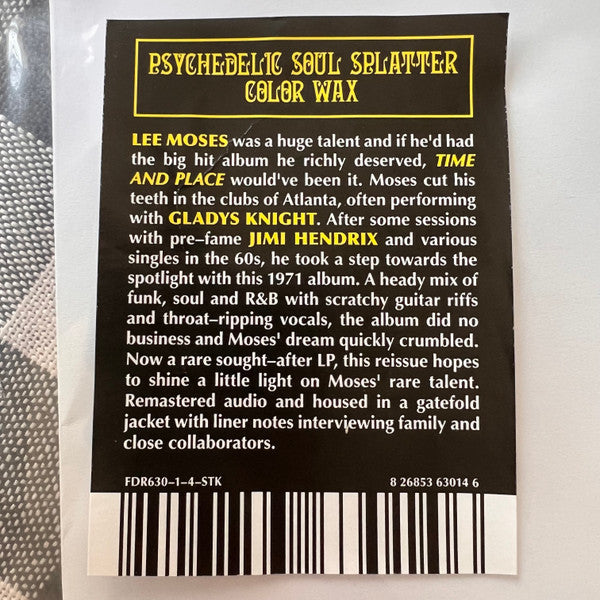 PSYCHEDELIC SOUL SPLATTER
COLOR WAX
LEE MOSES was a huge talent and if he'd had
the big hit album he richly deserved, TIME
AND PLACE would've been it. Moses cut his
teeth in the clubs of Atlanta, often performing
with GLADYS KNIGHT. After some sessions
with pre–fame JIMI HENDRIX and various
singles in the 60s, he took a step towards the
spotlight with this 1971 album. A heady mix of
funk, soul and R&B with scratchy guitar riffs
and throat–ripping vocals, the album did no
business and Moses' dream quickly crumbled.
Now a rare sought–after LP, this reissue hopes
to shine a little light on Moses' rare talent.
Remastered audio and housed in a gatefold
jacket with liner notes interviewing family and
close collaborators.
FDR630–1–4–STK
8 26853 63014 6